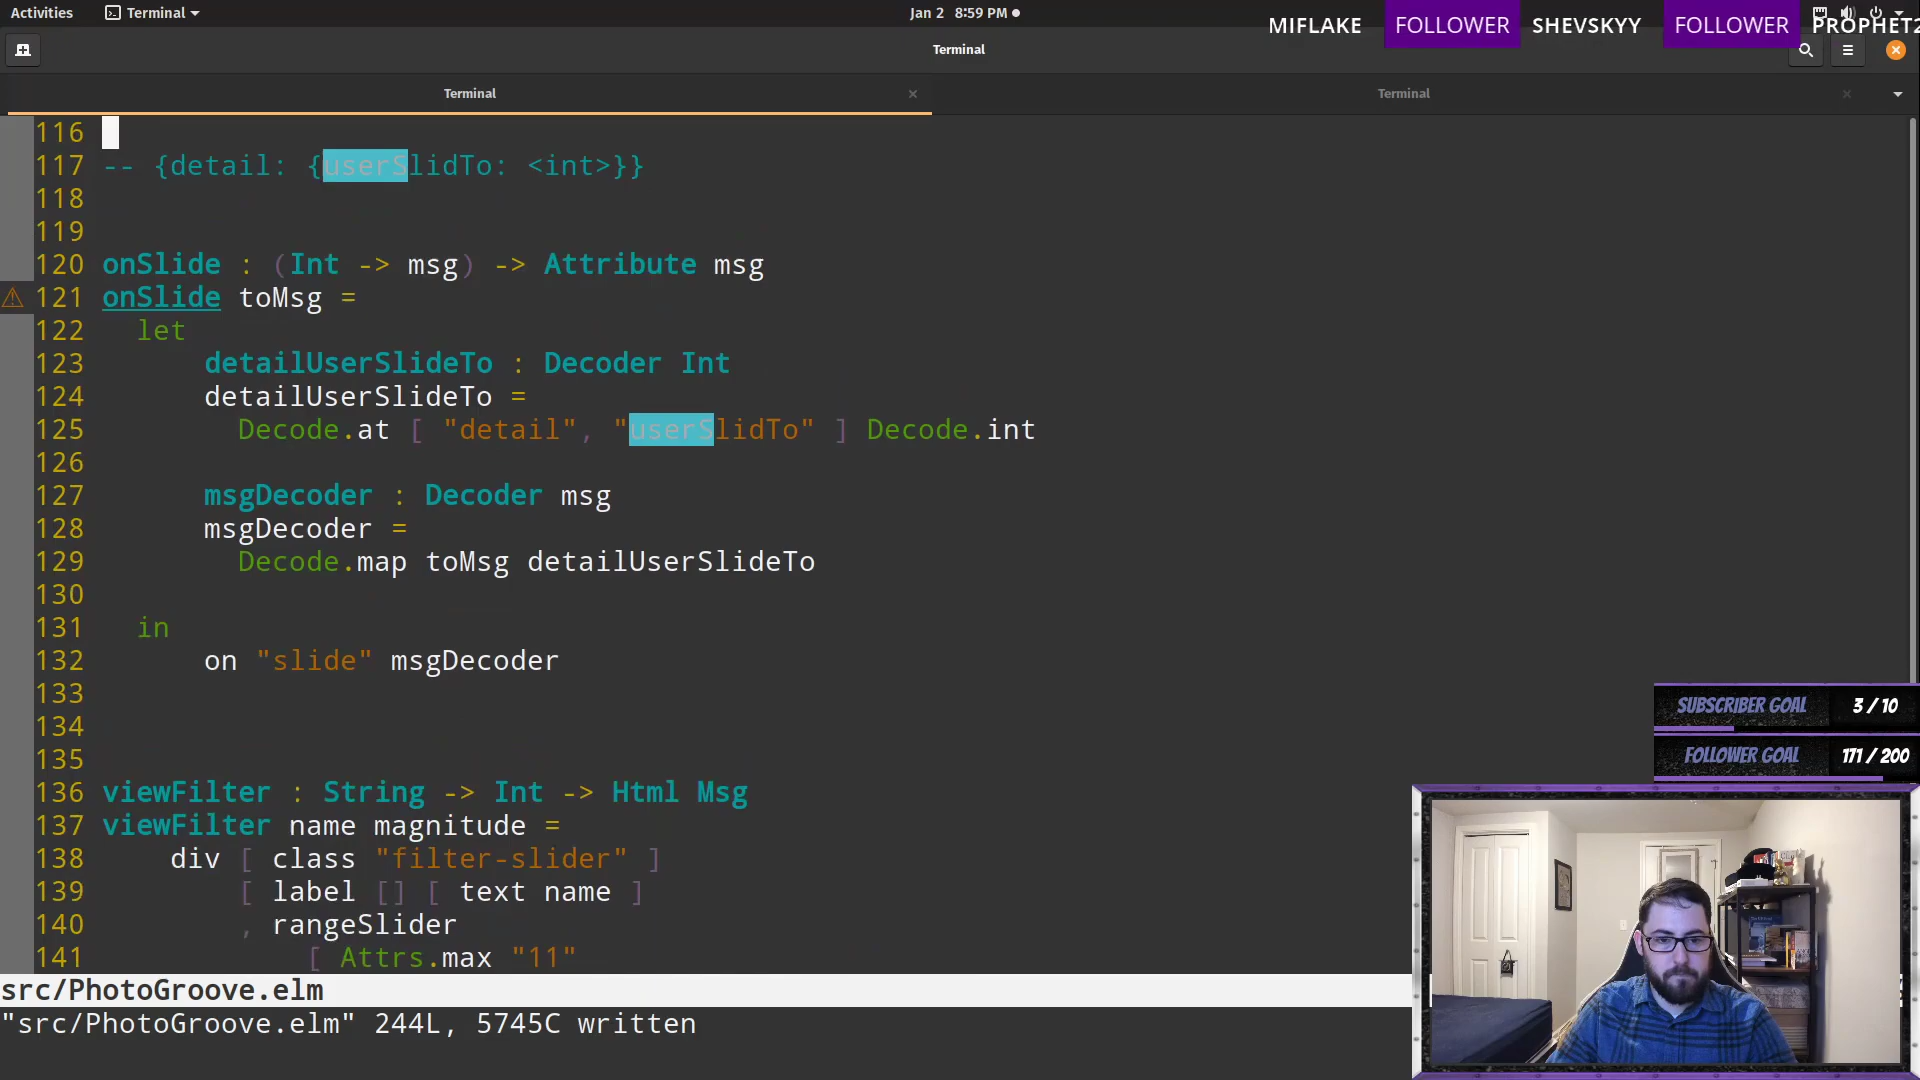 Activities Terminal Jan 2 8:59 PM
MIFLAKE FOLLOWER SHEVSKYY FOLLOWER PROPHET2
Terminal
Terminal Terminal
116
117 -- {detail: {userSlidTo: <int>}}
118
119
120 onSlide : (Int -> msg) -> Attribute msg
121 onSlide toMsg =
122 let
123 detailUserSlideTo : Decoder Int
124 detailUserSlideTo =
125 Decode.at [ "detail", "userSlidTo" ] Decode.int
126
127 msgDecoder : Decoder msg
128 msgDecoder =
129 Decode.map toMsg detailUserSlideTo
130
131 in
132 on "slide" msgDecoder
133
134
135
136 viewFilter : String -> Int -> Html Msg
137 viewFilter name magnitude =
138 div [ class "filter-slider" ]
139 [ label [] [ text name ]
140 , rangeSlider
141 [ Attrs.max "11"
src/PhotoGroove.elm
"src/PhotoGroove.elm" 244L, 5745C written
SUBSCRIBER GOAL 3 / 10
FOLLOWER GOAL 171 / 200